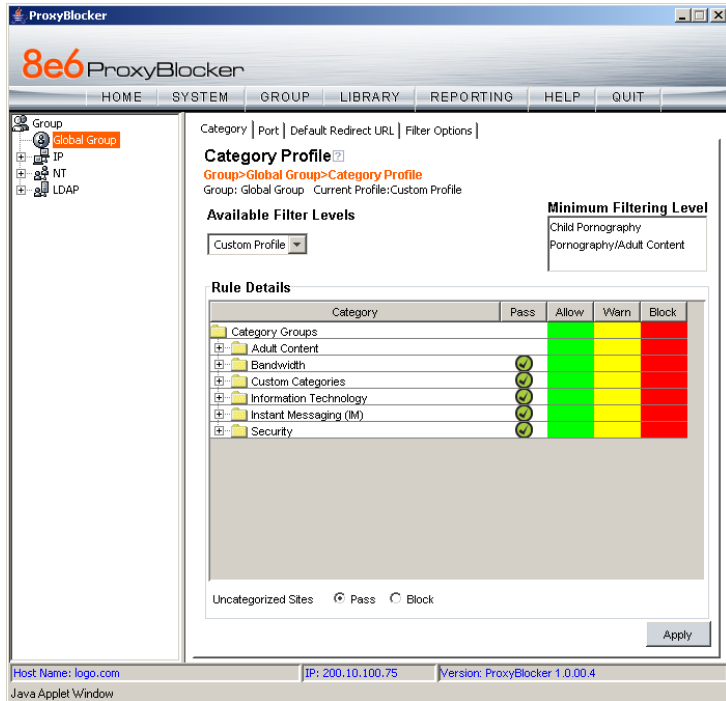 ProxyBlocker
8e6 ProxyBlocker
HOME SYSTEM GROUP LIBRARY REPORTING HELP QUIT
Group
Global Group
IP
NT
LDAP
Category Port Default Redirect URL Filter Options
Category Profile ?
Group>Global Group>Category Profile
Group: Global Group Current Profile:Custom Profile
Available Filter Levels
Custom Profile
Minimum Filtering Level
Child Pornography
Pornography/Adult Content
Rule Details
Category Pass Allow Warn Block
Category Groups
Adult Content
Bandwidth
Custom Categories
Information Technology
Instant Messaging (IM)
Security
Uncategorized Sites Pass Block
Apply
Host Name: logo.com IP: 200.10.100.75 Version: ProxyBlocker 1.0.00.4
Java Applet Window